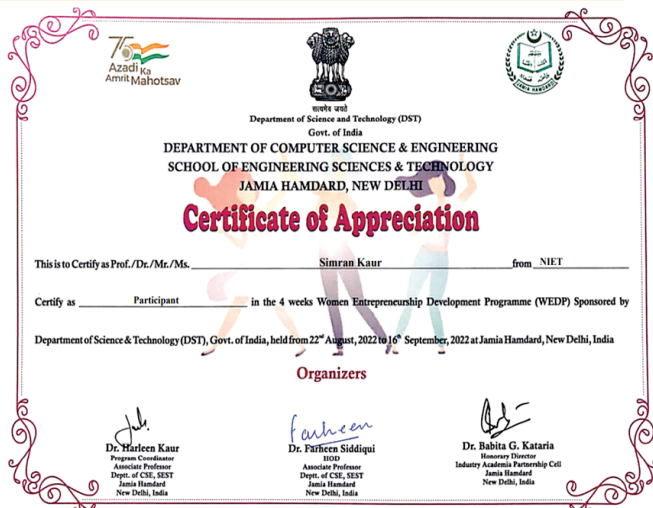 75
Azadi Ka
Amrit Mahotsav
सत्यमेव जयते
JAMIA HAMDARD
Department of Science and Technology (DST)
Govt. of India
DEPARTMENT OF COMPUTER SCIENCE & ENGINEERING
SCHOOL OF ENGINEERING SCIENCES & TECHNOLOGY
JAMIA HAMDARD, NEW DELHI
Certificate of Appreciation
This is to Certify as Prof./Dr./Mr./Ms. Simran Kaur from NIET
Certify as Participant in the 4 weeks Women Entrepreneurship Development Programme (WEDP) Sponsored by
Department of Science & Technology (DST), Govt. of India, held from 22nd August, 2022 to 16th September, 2022 at Jamia Hamdard, New Delhi, India
Organizers
Dr. Harleen Kaur
Program Coordinator
Associate Professor
Deptt. of CSE, SEST
Jamia Hamdard
New Delhi, India
Farheen
Dr. Farheen Siddiqui
HOD
Associate Professor
Deptt. of CSE, SEST
Jamia Hamdard
New Delhi, India
Dr. Babita G. Kataria
Honorary Director
Industry Academia Partnership Cell
Jamia Hamdard
New Delhi, India